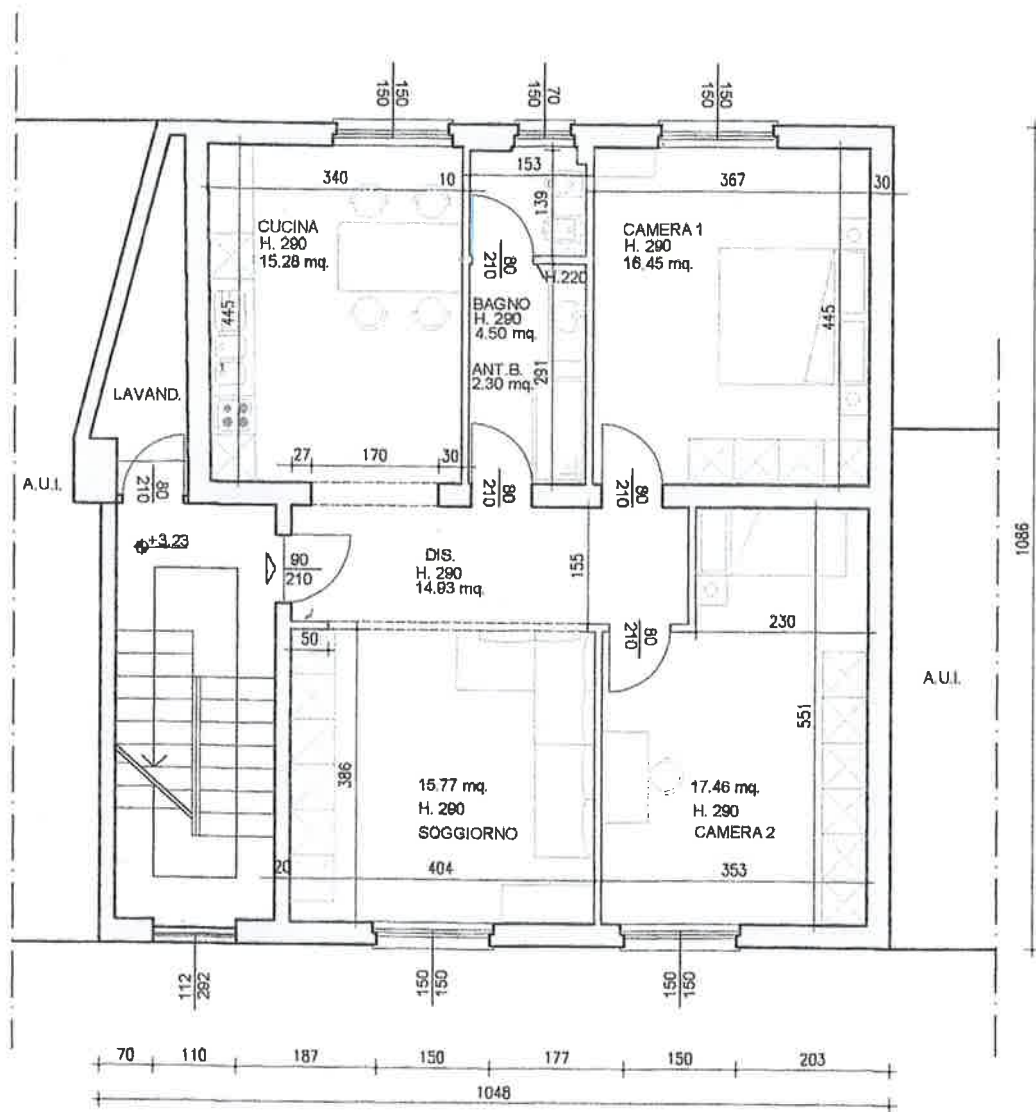 150
150
70
150
150
150
340
10
153
139
367
30
CUCINA
H. 290
15.28 mq.
80
210
H.220
CAMERA 1
H. 290
16.45 mq.
445
BAGNO
H. 290
4.50 mq.
445
ANT.B.
2.30 mq.
291
LAVAND.
27
170
30
A.U.I.
80
210
80
210
80
210
+3.23
90
210
DIS.
H. 290
14.93 mq.
155
1086
50
80
210
230
A.U.I.
551
386
15.77 mq.
H. 290
SOGGIORNO
17.46 mq.
H. 290
CAMERA 2
20
404
353
112
292
150
150
150
150
70
110
187
150
177
150
203
1048